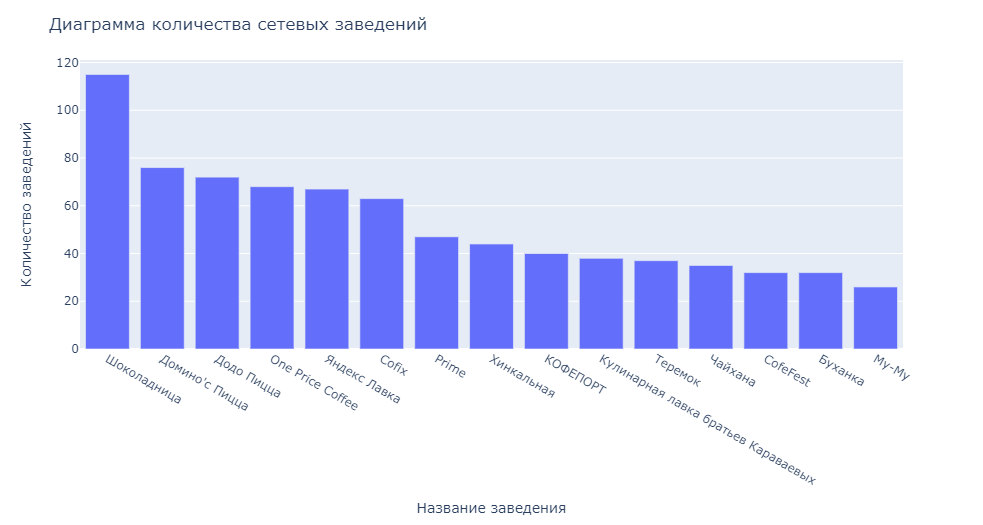 Диаграмма количества сетевых заведений
Количество заведений
120
100
80
60
40
20
0
Шоколадница
Домино'с Пицца
Додо Пицца
One Price Coffee
Яндекс Лавка
Cofix
Prime
Хинкальная
КОФЕПОРТ
Кулинарная лавка братьев Караваевых
Теремок
Чайхана
CofeFest
Буханка
Му-Му
Название заведения